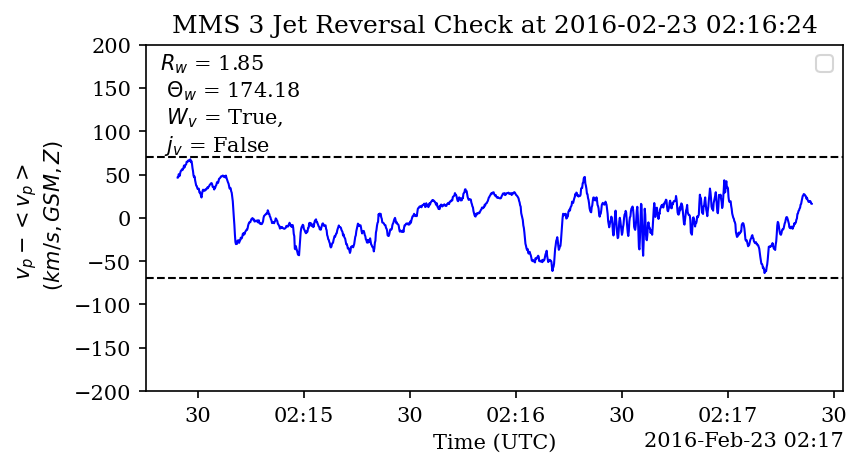 MMS 3 Jet Reversal Check at 2016-02-23 02:16:24
200
150
100
50
0
−50
−100
−150
−200
v_p − < v_p >
(km/s, GSM, Z)
R_w = 1.85
Θ_w = 174.18
W_v = True,
j_v = False
30 02:15 30 02:16 30 02:17 30
Time (UTC)
2016-Feb-23 02:17